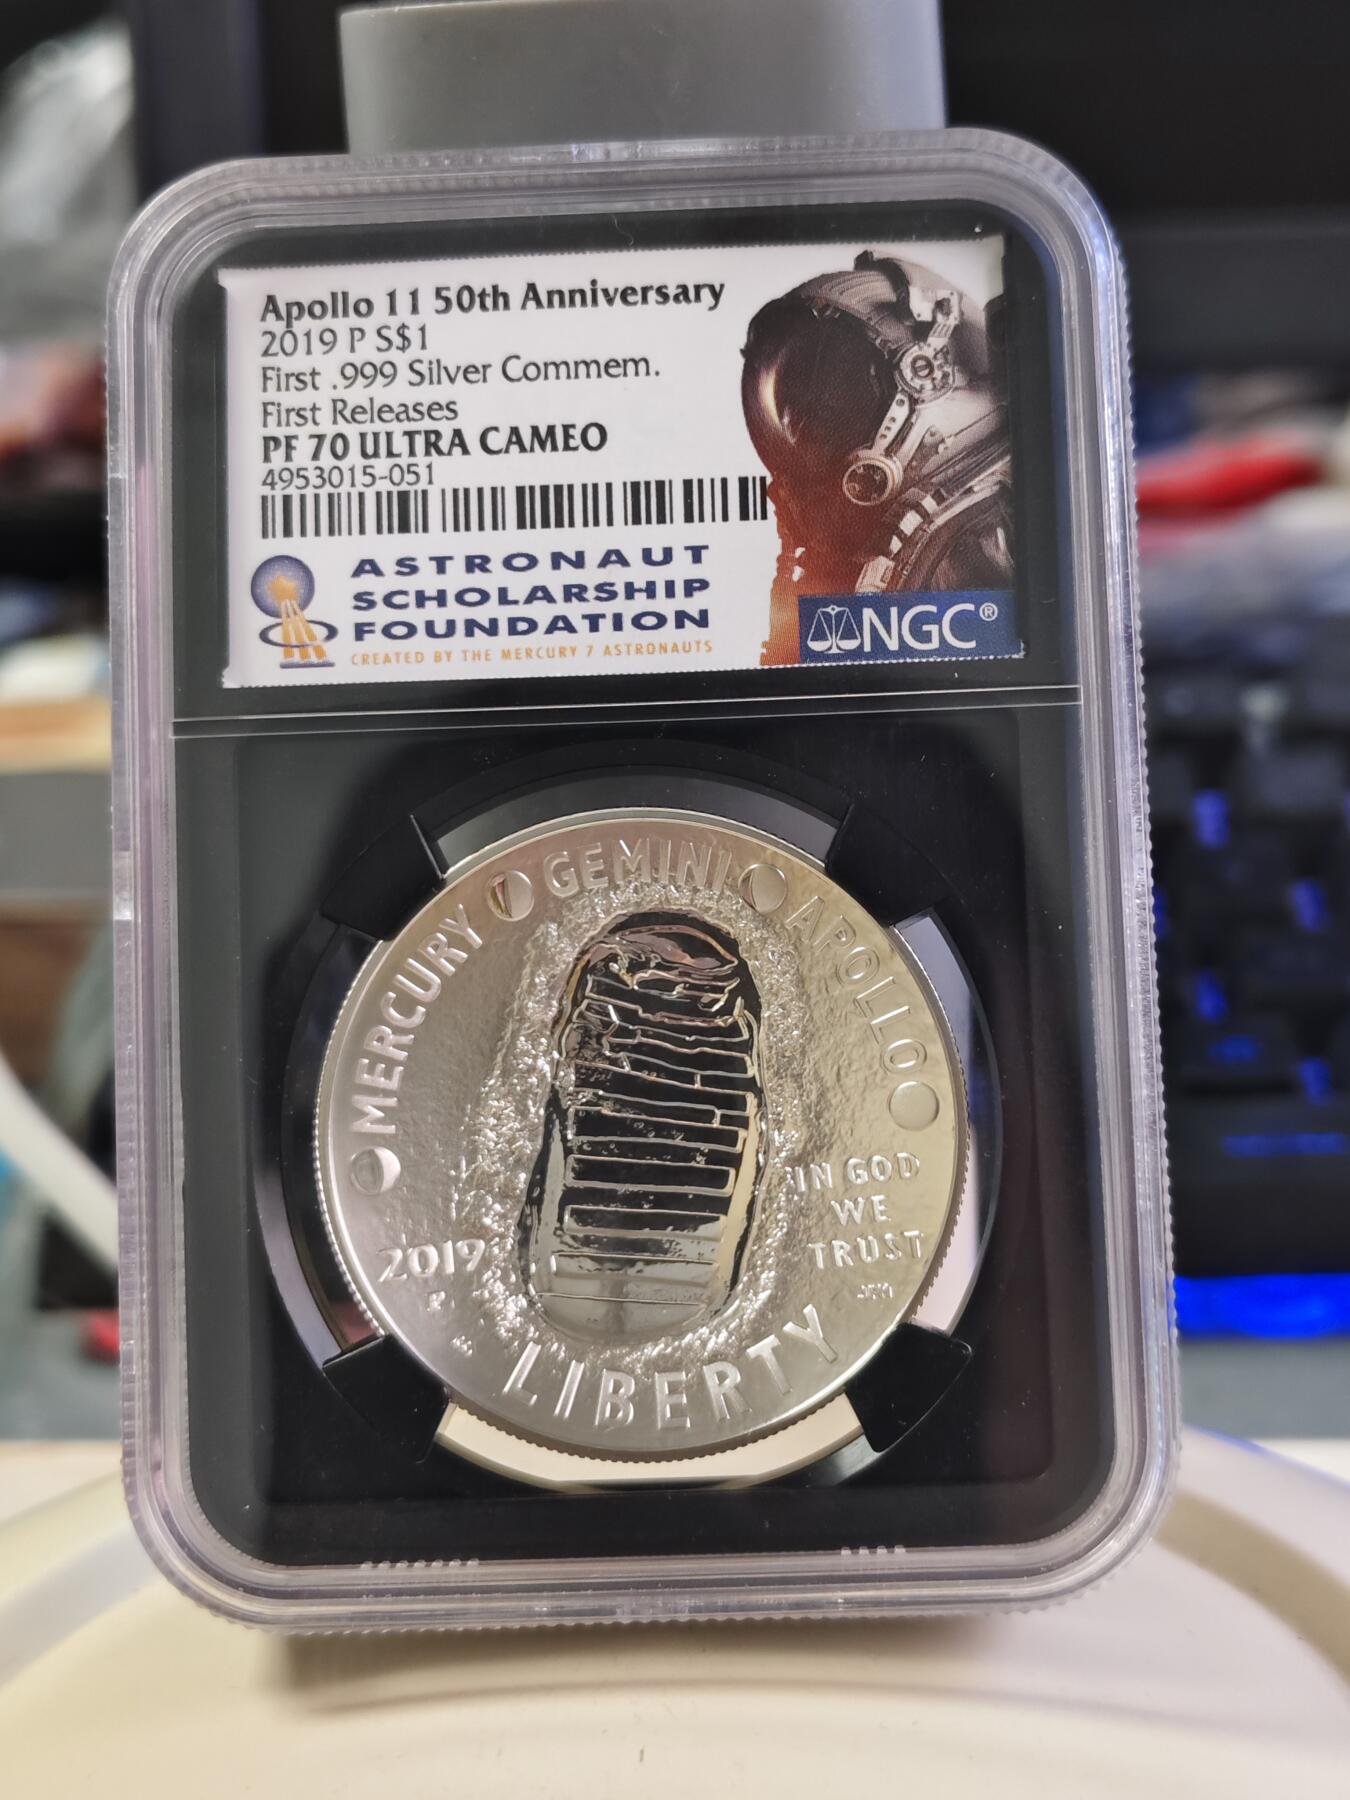 Apollo 11 50th Anniversary
2019 P S$1
First .999 Silver Commem.
First Releases
PF 70 ULTRA CAMEO
4953015-051
ASTRONAUT
SCHOLARSHIP
FOUNDATION
CREATED BY THE MERCURY 7 ASTRONAUTS
NGC®
MERCURY GEMINI APOLLO
IN GOD
WE
TRUST
2019
P
LIBERTY